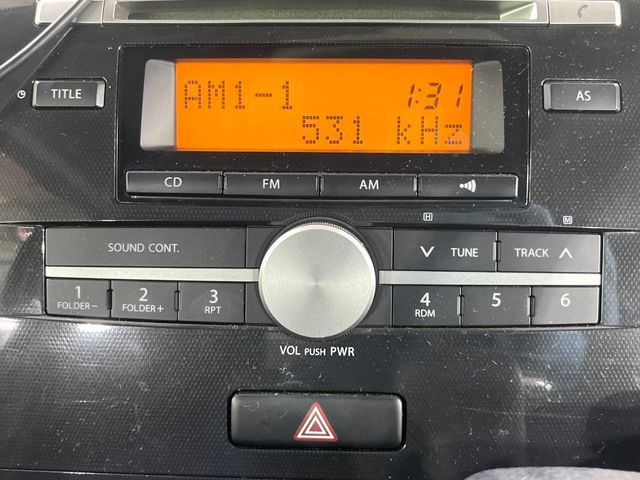 TITLE
AM1-1 1:31
531 kHz
AS
CD FM AM
SOUND CONT.
H
M
TUNE TRACK
1 2 3 4 5 6
FOLDER- FOLDER+ RPT RDM
VOL PUSH PWR